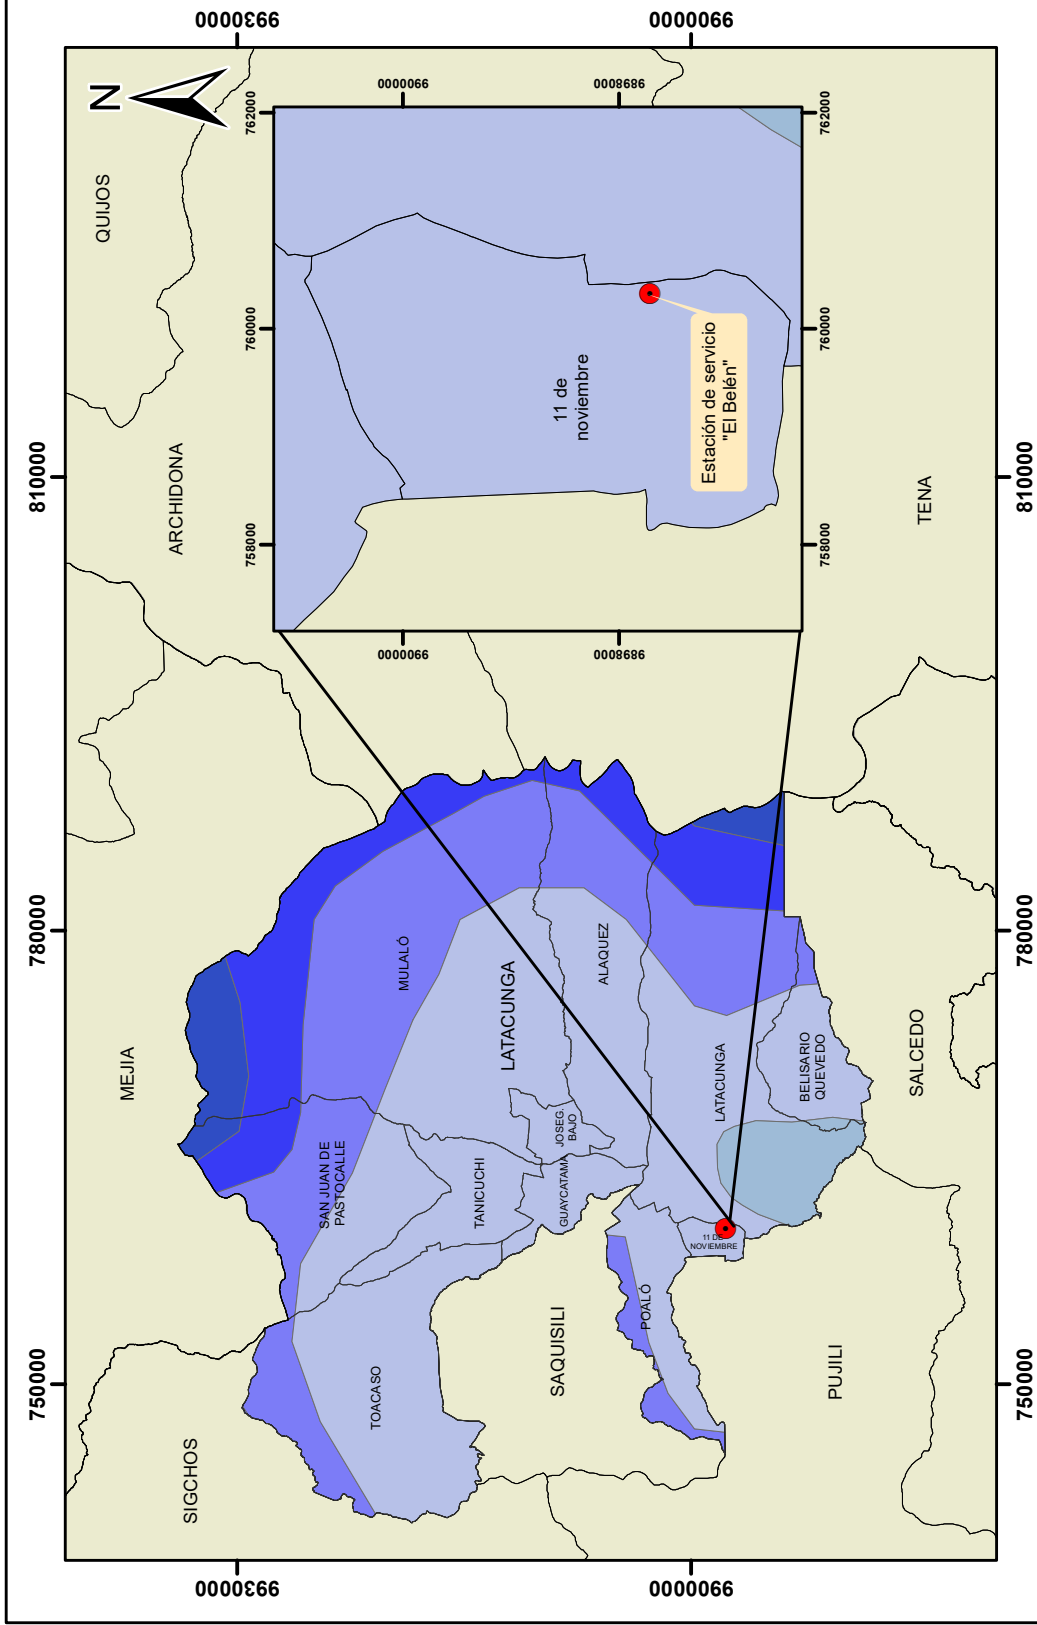 750000
780000
810000
9930000
9930000
N
SIGCHOS
MEJIA
ARCHIDONA
QUIJOS
758000
760000
762000
9900000
9900000
9898000
9898000
11 de
noviembre
Estación de servicio
"El Belén"
758000
760000
762000
SAN JUAN DE
PASTOCALLE
TOACASO
MULALÓ
TANICUCHI
LATACUNGA
GUAYCATAMA
JOSEG.
BAJO
ALAQUEZ
SAQUISILI
POALÓ
11 DE
NOVIEMBRE
LATACUNGA
BELISARIO
QUEVEDO
PUJILI
SALCEDO
TENA
9900000
9900000
750000
780000
810000